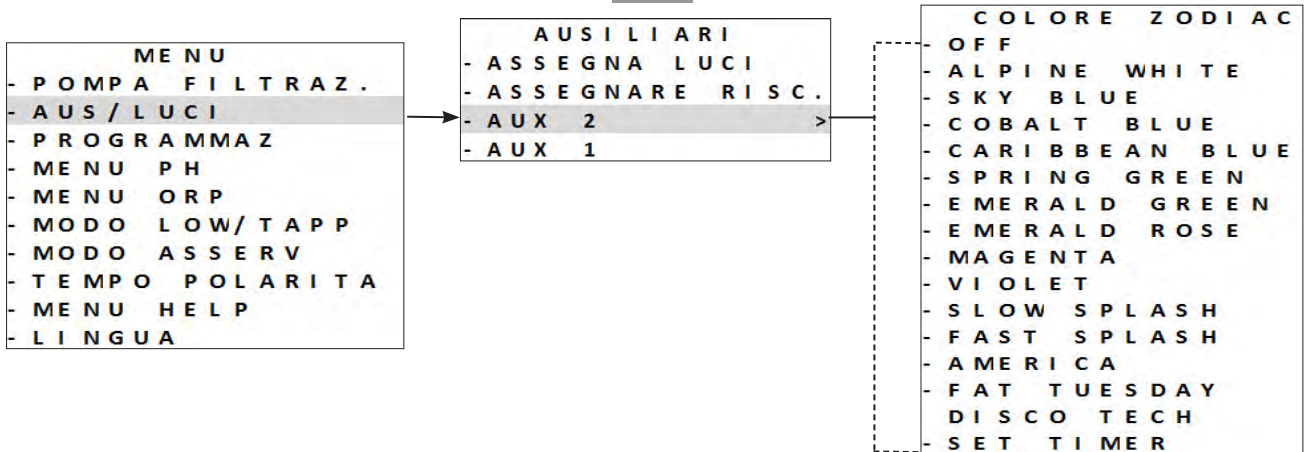 MENU
- POMPA FILTRAZ.
- AUS/LUCI
- PROGRAMMAZ
- MENU PH
- MENU ORP
- MODO LOW/TAPP
- MODO ASSERV
- TEMPO POLARITA
- MENU HELP
- LINGUA
AUSILIARI
- ASSEGNA LUCI
- ASSEGNARE RISC.
- AUX 2 >
- AUX 1
COLORE ZODIAC
- OFF
- ALPINE WHITE
- SKY BLUE
- COBALT BLUE
- CARIBBEAN BLUE
- SPRING GREEN
- EMERALD GREEN
- EMERALD ROSE
- MAGENTA
- VIOLET
- SLOW SPLASH
- FAST SPLASH
- AMERICA
- FAT TUESDAY
DISCO TECH
- SET TIMER